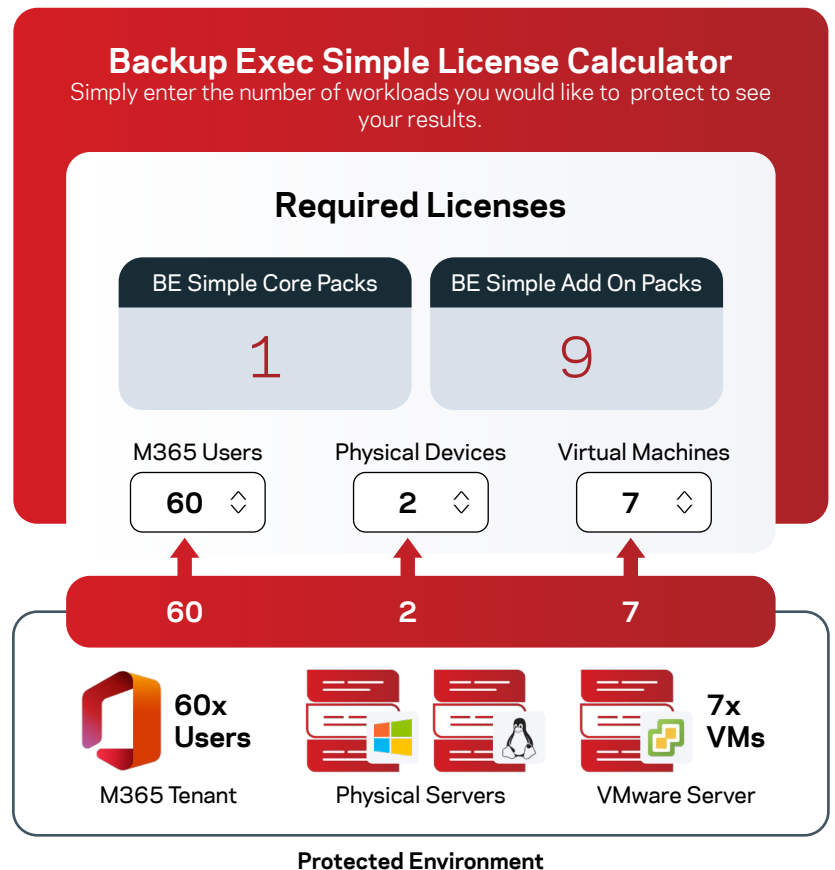 Backup Exec Simple License Calculator
Simply enter the number of workloads you would like to protect to see
your results.
Required Licenses
BE Simple Core Packs
BE Simple Add On Packs
1
9
M365 Users
Physical Devices
Virtual Machines
60
2
7
60
2
7
60x
Users
7x
VMs
M365 Tenant
Physical Servers
VMware Server
Protected Environment